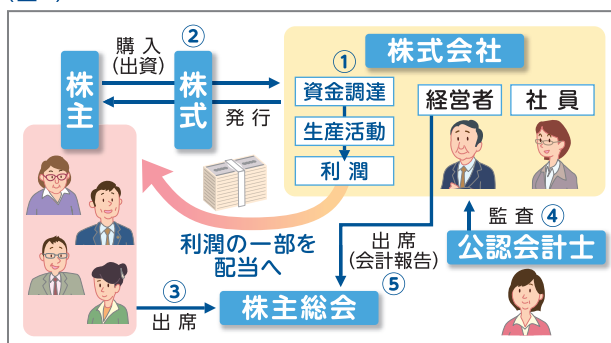 購入
(出資)
②
株式会社
株主
株式
①
資金調達
経営者
社員
発行
生産活動
利潤
利潤の一部を
配当へ
出席
(会計報告)
⑤
監査④
公認会計士
③
出席
株主総会